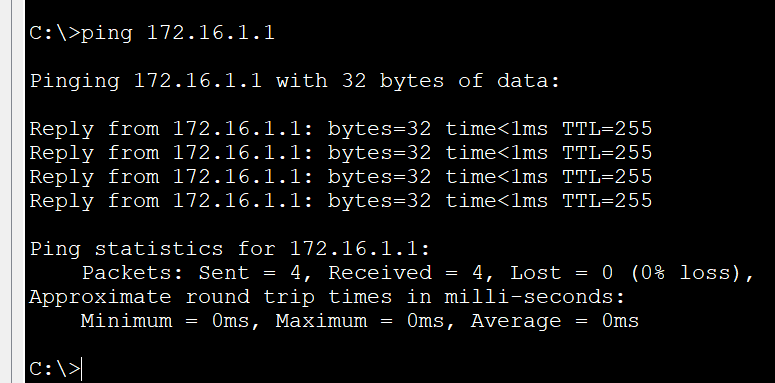 C:\>ping 172.16.1.1
Pinging 172.16.1.1 with 32 bytes of data:
Reply from 172.16.1.1: bytes=32 time<1ms TTL=255
Reply from 172.16.1.1: bytes=32 time<1ms TTL=255
Reply from 172.16.1.1: bytes=32 time<1ms TTL=255
Reply from 172.16.1.1: bytes=32 time<1ms TTL=255
Ping statistics for 172.16.1.1:
    Packets: Sent = 4, Received = 4, Lost = 0 (0% loss),
Approximate round trip times in milli-seconds:
    Minimum = 0ms, Maximum = 0ms, Average = 0ms
C:\>